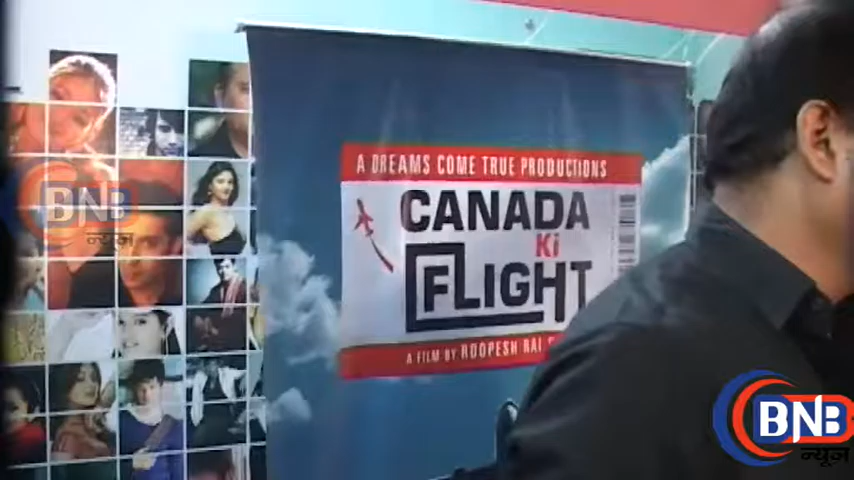 A DREAMS COME TRUE PRODUCTIONS
CANADA
Ki
FLIGHT
A FILM BY ROOPESH RAI
BNB
न्यूज
BNB
न्यूज